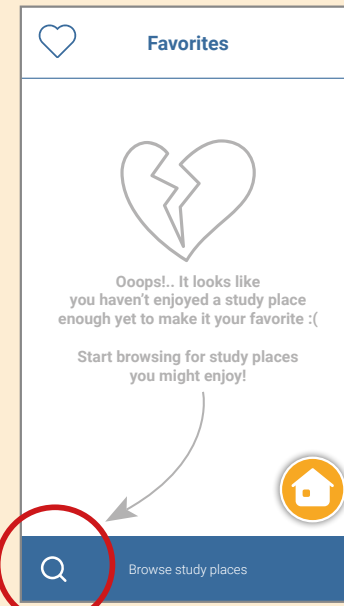 Favorites
Ooops!.. It looks like
you haven't enjoyed a study place
enough yet to make it your favorite :(
Start browsing for study places
you might enjoy!
Browse study places